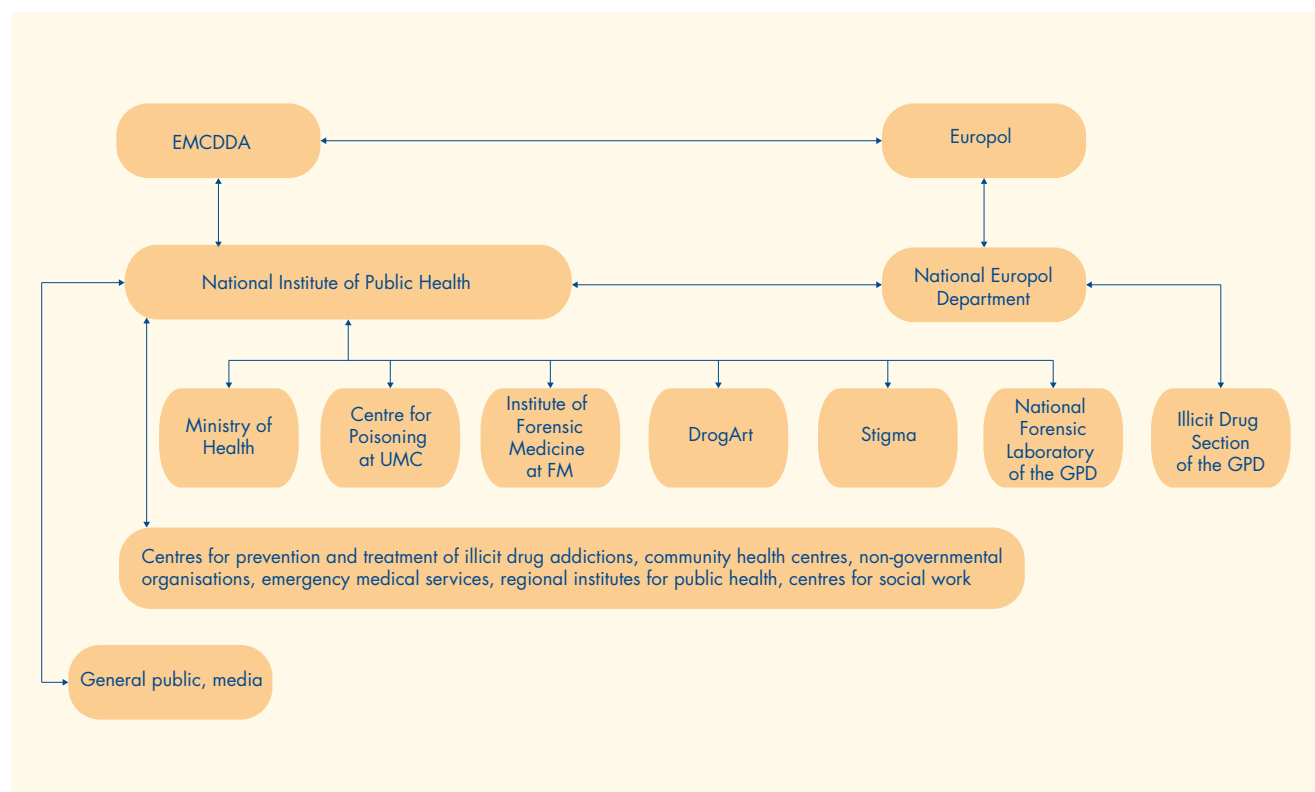 EMCDDA
Europol
National Institute of Public Health
National Europol
Department
Ministry of
Health
Centre for
Poisoning
at UMC
Institute of
Forensic
Medicine
at FM
DrogArt
Stigma
National
Forensic
Laboratory
of the GPD
Illicit Drug
Section
of the GPD
Centres for prevention and treatment of illicit drug addictions, community health centres, non-governmental
organisations, emergency medical services, regional institutes for public health, centres for social work
General public, media